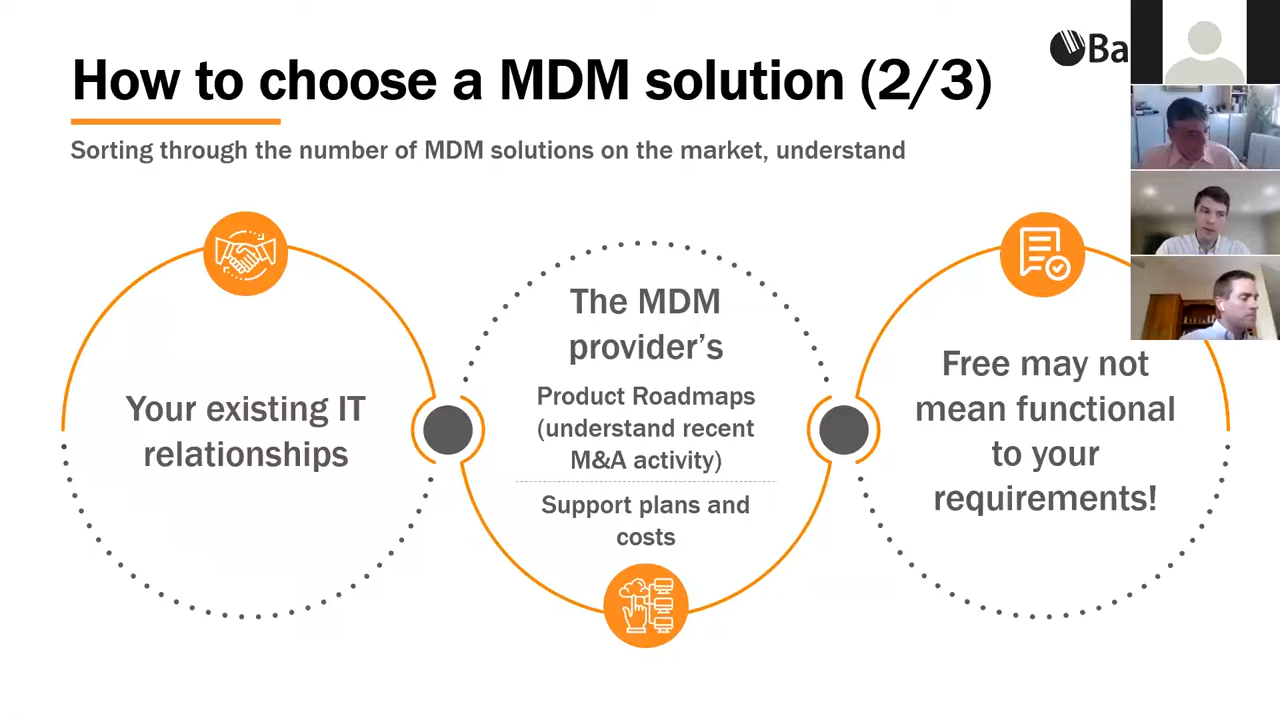 How to choose a MDM solution (2/3)
Sorting through the number of MDM solutions on the market, understand
Your existing IT
relationships
The MDM
provider’s
Product Roadmaps
(understand recent
M&A activity)
Support plans and
costs
Free may not
mean functional
to your
requirements!